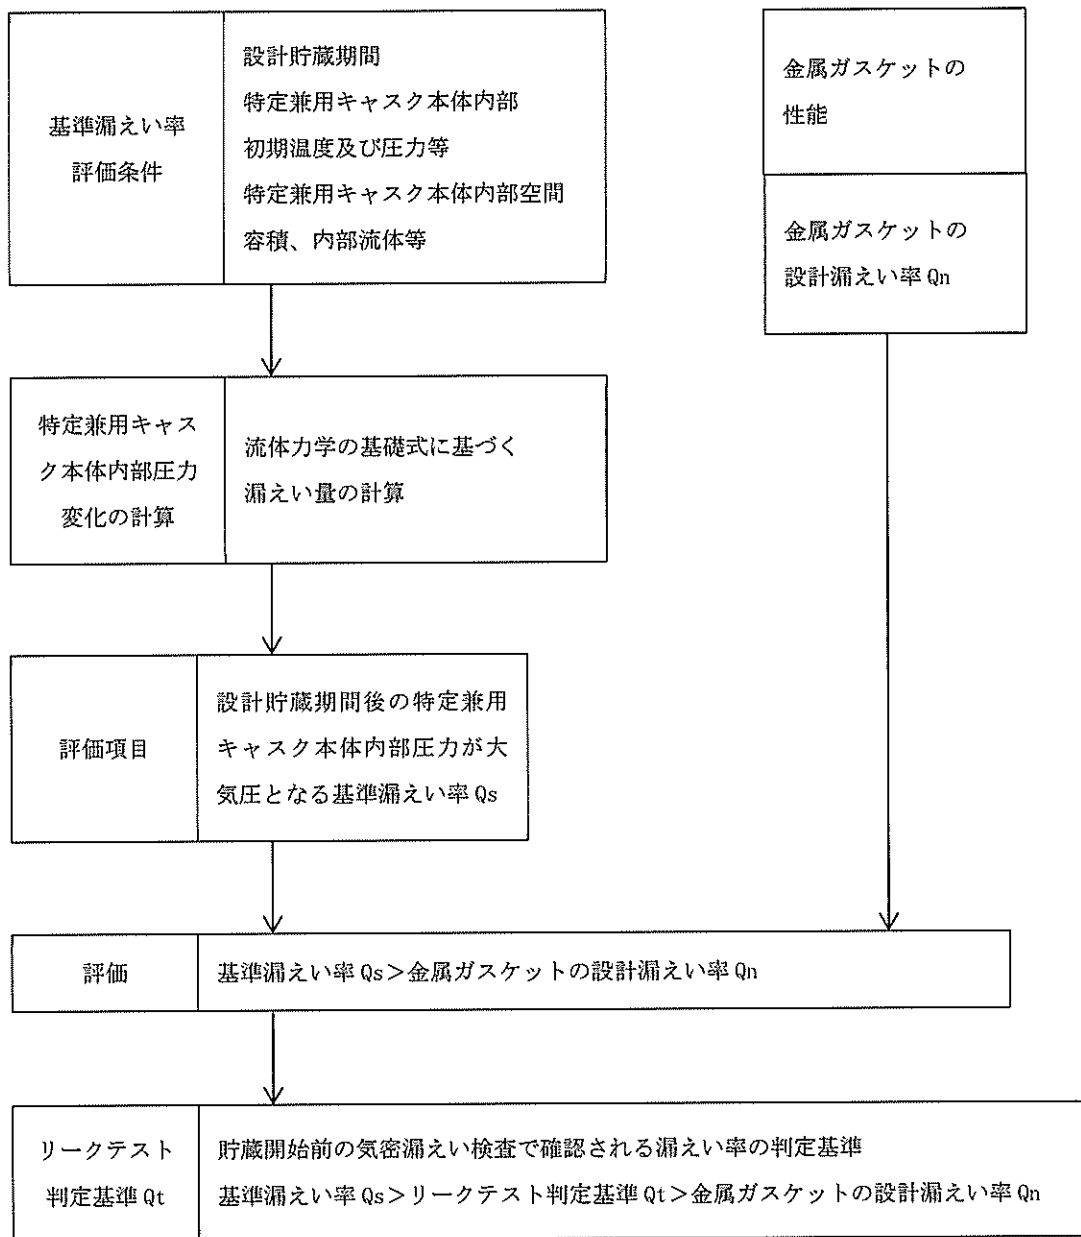 基準漏えい率
評価条件
設計貯蔵期間
特定兼用キャスク本体内部
初期温度及び圧力等
特定兼用キャスク本体内部空間
容積、内部流体等
金属ガスケットの
性能
金属ガスケットの
設計漏えい率 Qn
特定兼用キャス
ク本体内部圧力
変化の計算
流体力学の基礎式に基づく
漏えい量の計算
評価項目
設計貯蔵期間後の特定兼用
キャスク本体内部圧力が大
気圧となる基準漏えい率 Qs
評価
基準漏えい率 Qs>金属ガスケットの設計漏えい率 Qn
リークテスト
判定基準 Qt
貯蔵開始前の気密漏えい検査で確認される漏えい率の判定基準
基準漏えい率 Qs>リークテスト判定基準 Qt>金属ガスケットの設計漏えい率 Qn